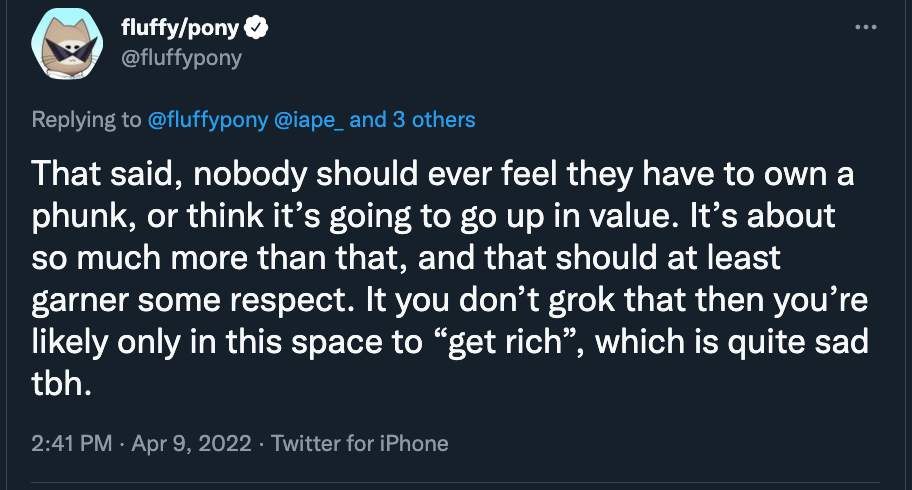 fluffy/pony
@fluffypony
Replying to @fluffypony @iape_ and 3 others
That said, nobody should ever feel they have to own a
phunk, or think it’s going to go up in value. It’s about
so much more than that, and that should at least
garner some respect. It you don’t grok that then you’re
likely only in this space to “get rich”, which is quite sad
tbh.
2:41 PM · Apr 9, 2022 · Twitter for iPhone